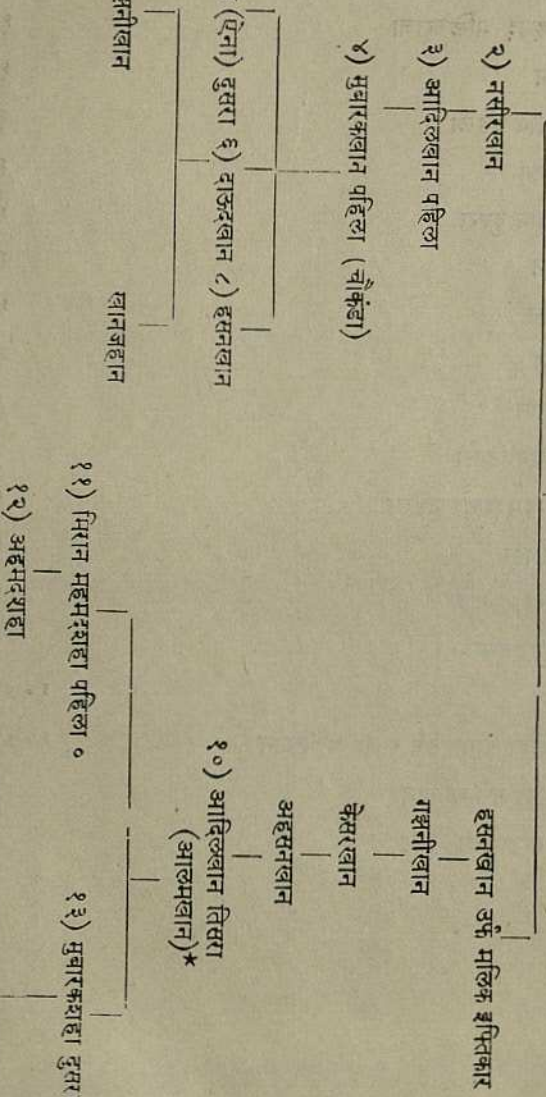 २) नसीरखान
हसनखान उर्फ मलिक इफ्तिकार
३) आदिलखान पहिला
गझनीखान
४) मुबारकखान पहिला (चौकंडा)
कैसरखान
अहसनखान
(ऐना) दुसरा ६) दाऊदखान ८) हसनखान
१०) आदिलखान तिसरा
(आलमखान)*
खानजहान
११) मिरान महमदशहा पहिला ०
१३) मुबारकशहा दुसरा
१२) अहमदशहा